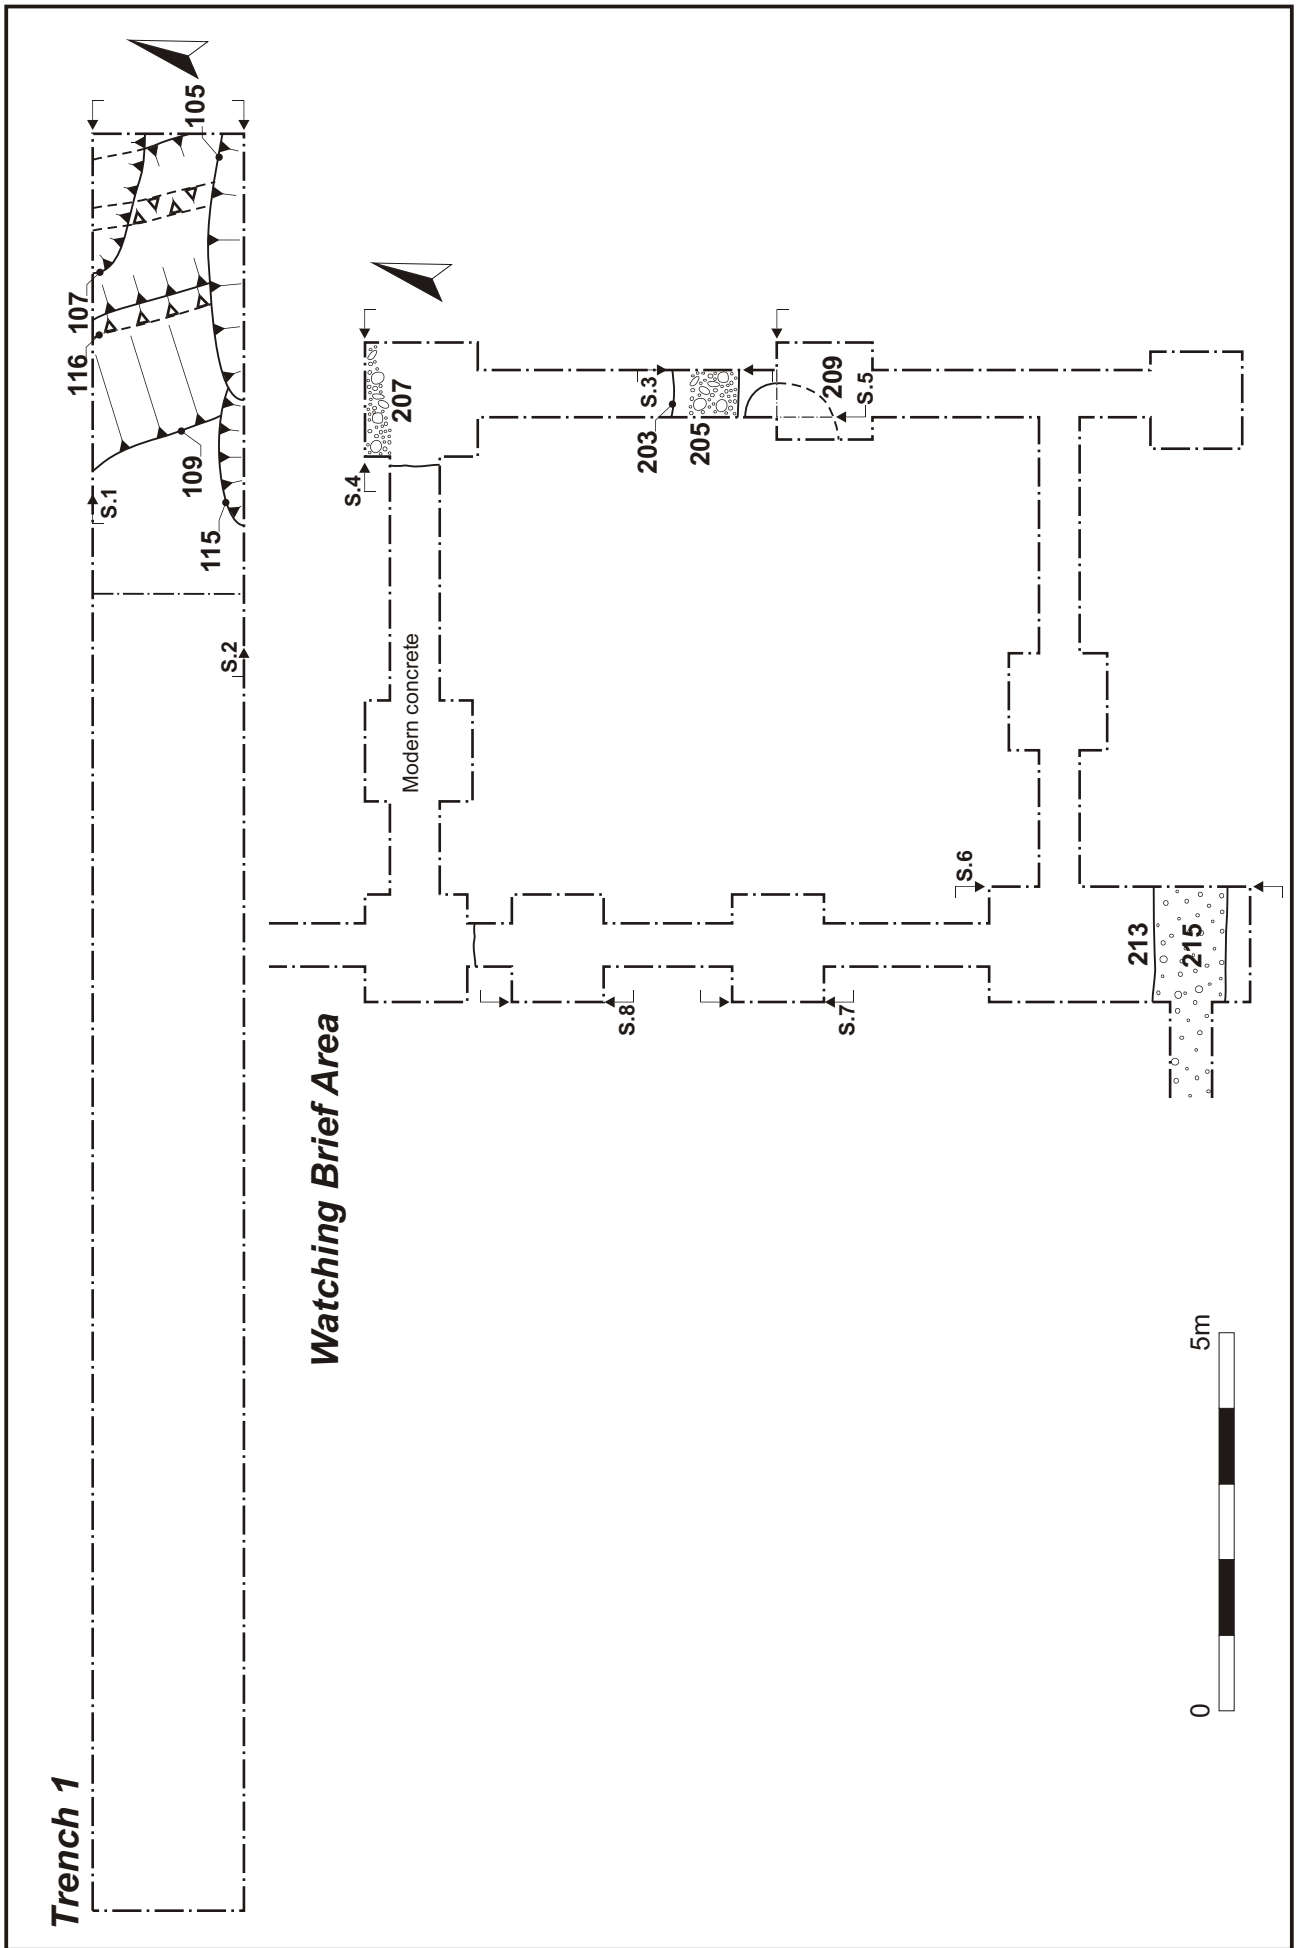 Trench 1
105
107
116
109
S.1
115
S.2
Watching Brief Area
207
S.4
Modern concrete
S.3
203
205
209
S.5
S.6
S.8
S.7
213
215
0
5m